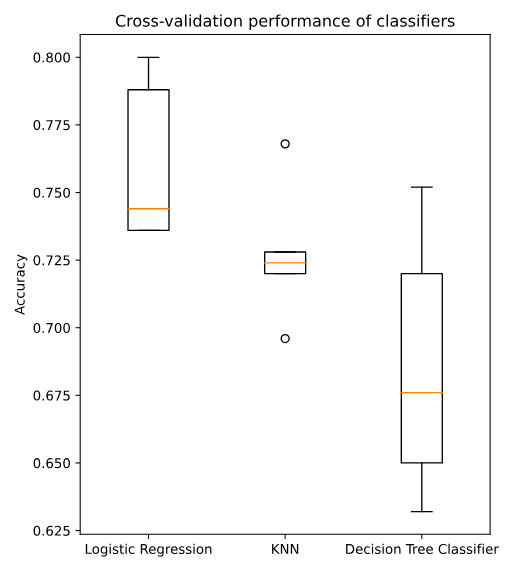 Cross-validation performance of classifiers
0.800
0.775
0.750
0.725
0.700
0.675
0.650
0.625
Accuracy
Logistic Regression
KNN
Decision Tree Classifier